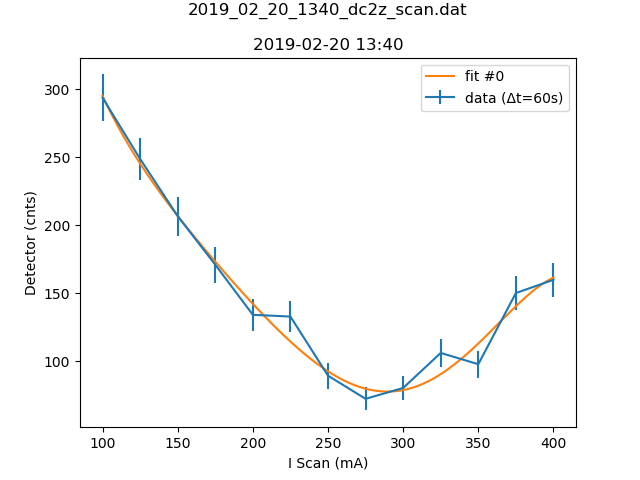 2019_02_20_1340_dc2z_scan.dat
2019-02-20 13:40
fit #0
data (Δt=60s)
Detector (cnts)
300
250
200
150
100
100 150 200 250 300 350 400
I Scan (mA)